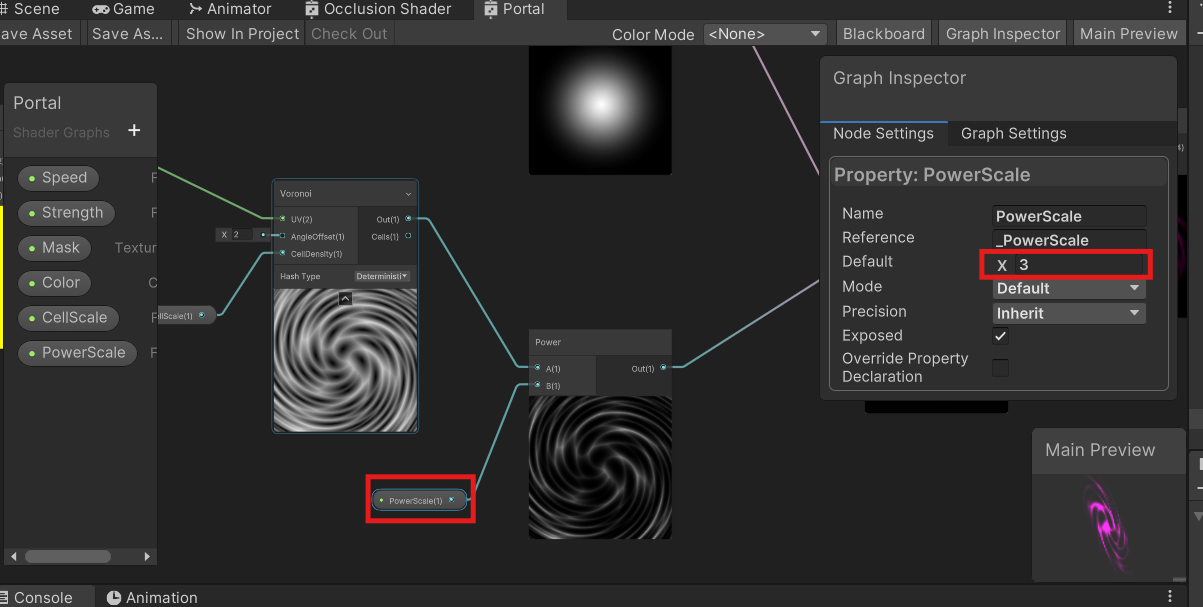 Scene Game Animator Occlusion Shader Portal
ave Asset Save As... Show In Project Check Out Color Mode <None> Blackboard Graph Inspector Main Preview
Portal
Shader Graphs +
Speed F
Strength F
Mask Textur
Color C
CellScale F
PowerScale F
Voronoi
UV(2) Out(1)
X 2 AngleOffset(1) Cells(1)
CellDensity(1)
Hash Type Deterministi
ellScale(1)
Power
A(1) Out(1)
B(1)
PowerScale(1)
Graph Inspector
Node Settings Graph Settings
Property: PowerScale
Name PowerScale
Reference _PowerScale
Default X 3
Mode Default
Precision Inherit
Exposed
Override Property
Declaration
Main Preview
Console Animation